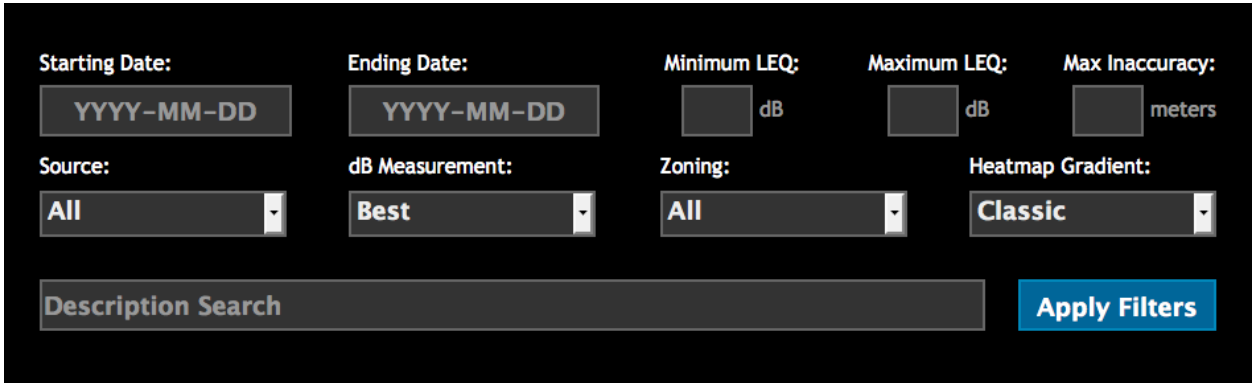 Starting Date: Ending Date: Minimum LEQ: Maximum LEQ: Max Inaccuracy:
YYYY-MM-DD YYYY-MM-DD dB dB meters
Source: dB Measurement: Zoning: Heatmap Gradient:
All Best All Classic
Description Search Apply Filters